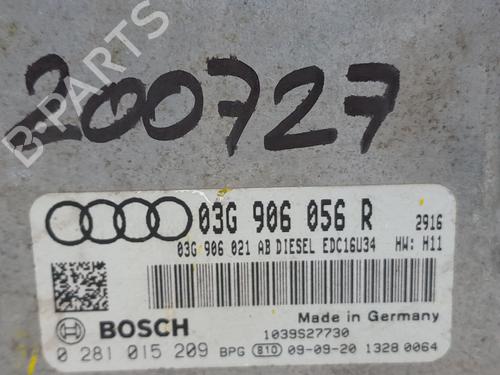 200727
03G 906 056 R 2916
03G 906 021 AB DIESEL EDC16U34 HW: H11
Made in Germany
BOSCH 1039S27730
0 281 015 209 BPG 810 09-09-20 1328 0064
B-PARTS